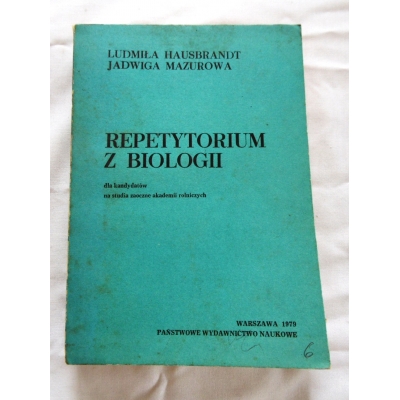 LUDMIŁA HAUSBRANDT
JADWIGA MAZUROWA
REPETYTORIUM
Z BIOLOGII
dla kandydatów
na studia zaoczne akademii rolniczych
WARSZAWA 1979
PAŃSTWOWE WYDAWNICTWO NAUKOWE
6